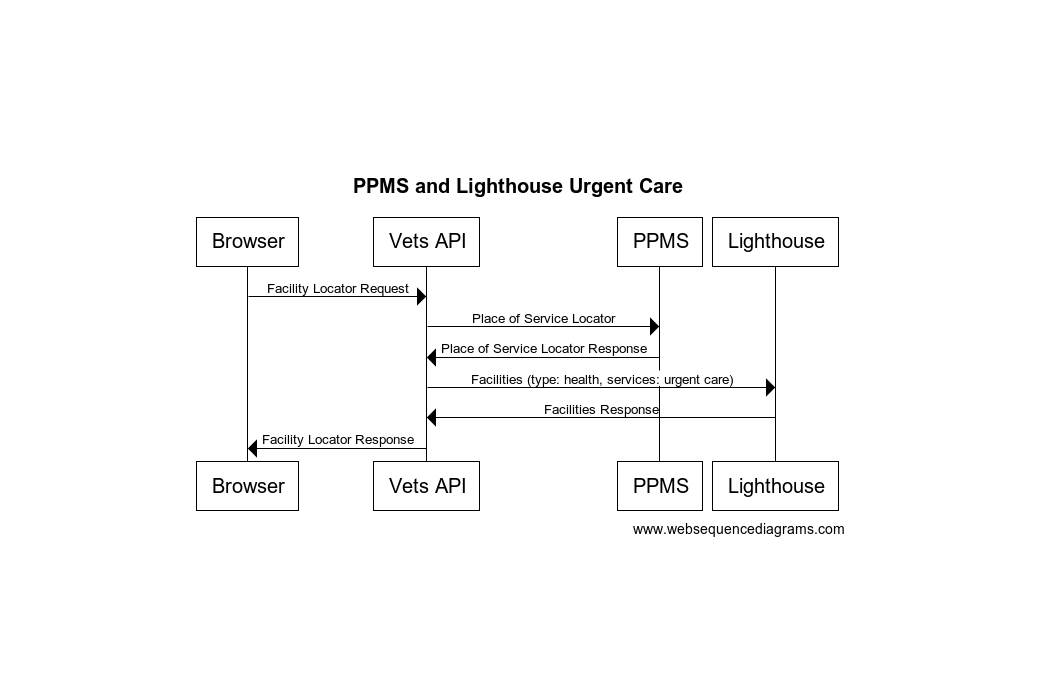 PPMS and Lighthouse Urgent Care
Browser
Vets API
PPMS
Lighthouse
Facility Locator Request
Place of Service Locator
Place of Service Locator Response
Facilities (type: health, services: urgent care)
Facilities Response
Facility Locator Response
Browser
Vets API
PPMS
Lighthouse
www.websequencediagrams.com